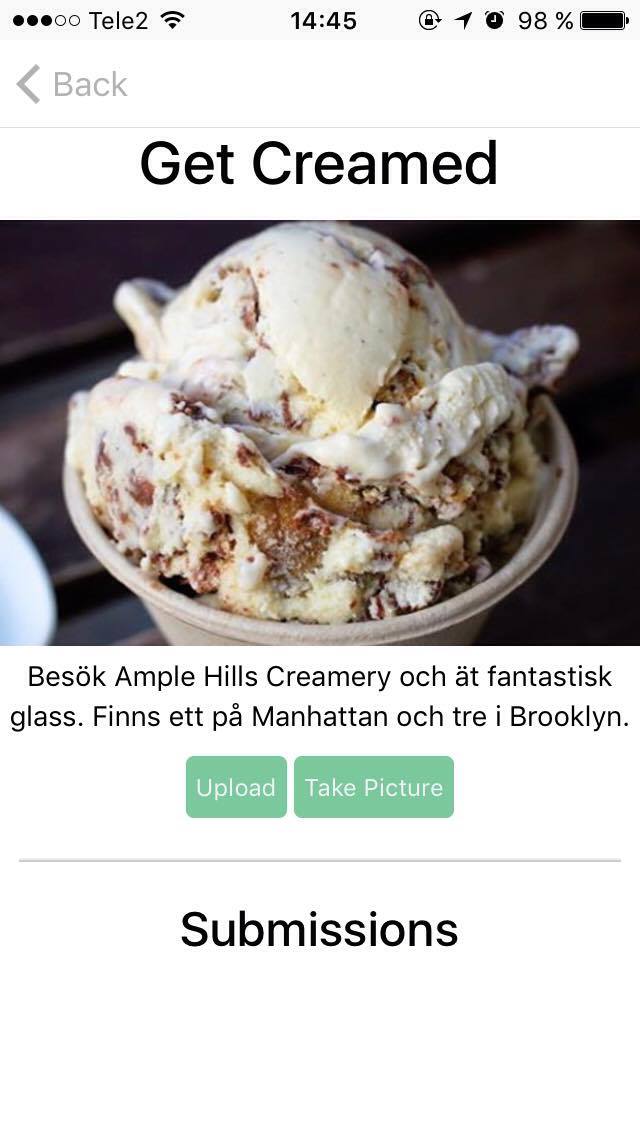 Tele2 14:45 98 %
Back
Get Creamed
Besök Ample Hills Creamery och ät fantastisk
glass. Finns ett på Manhattan och tre i Brooklyn.
Upload Take Picture
Submissions